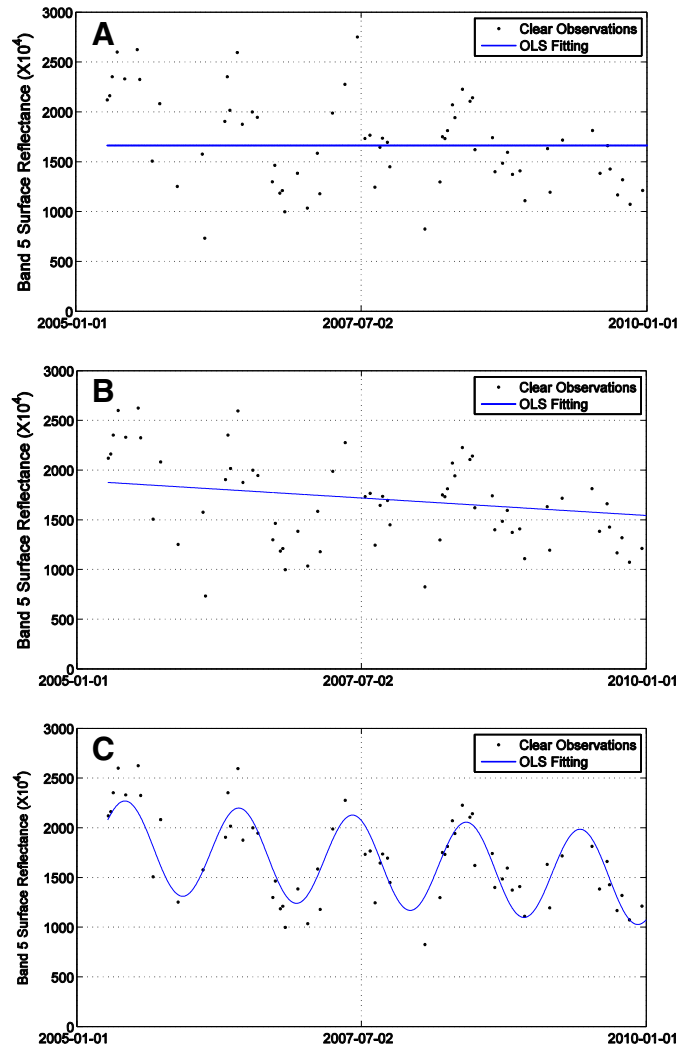 A
Clear Observations
OLS Fitting
Band 5 Surface Reflectance (X10⁴)
3000
2500
2000
1500
1000
500
0
2005-01-01
2007-07-02
2010-01-01
B
Clear Observations
OLS Fitting
Band 5 Surface Reflectance (X10⁴)
3000
2500
2000
1500
1000
500
0
2005-01-01
2007-07-02
2010-01-01
C
Clear Observations
OLS Fitting
Band 5 Surface Reflectance (X10⁴)
3000
2500
2000
1500
1000
500
0
2005-01-01
2007-07-02
2010-01-01